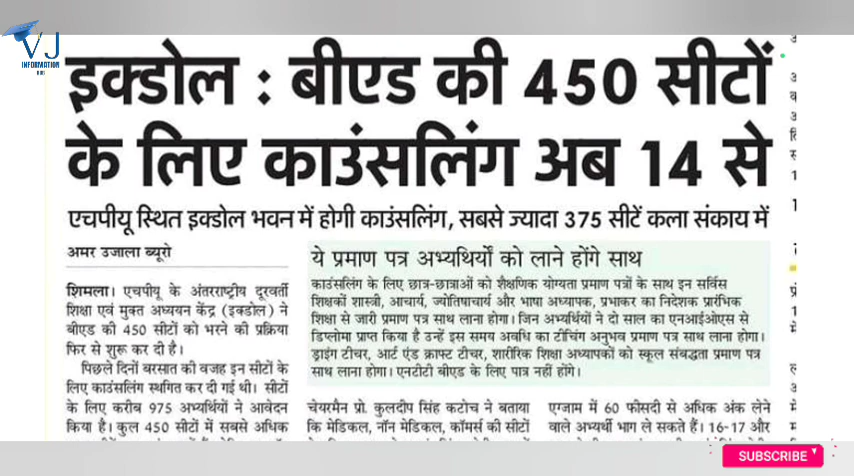 VJ
INFORMATION
इक्डोल : बीएड की 450 सीटों
के लिए काउंसलिंग अब 14 से
एचपीयू स्थित इक्डोल भवन में होगी काउंसलिंग, सबसे ज्यादा 375 सीटें कला संकाय में
अमर उजाला ब्यूरो
शिमला। एचपीयू के अंतरराष्ट्रीय दूरवर्ती
शिक्षा एवं मुक्त अध्ययन केंद्र (इक्डोल) ने
बीएड की 450 सीटों को भरने की प्रक्रिया
फिर से शुरू कर दी है।
पिछले दिनों बरसात की वजह इन सीटों के
लिए काउंसलिंग स्थगित कर दी गई थी। सीटों
के लिए करीब 975 अभ्यर्थियों ने आवेदन
किया है। कुल 450 सीटों में सबसे अधिक
ये प्रमाण पत्र अभ्यथिर्यों को लाने होंगे साथ
काउंसलिंग के लिए छात्र-छात्राओं को शैक्षणिक योग्यता प्रमाण पत्रों के साथ इन सर्विस
शिक्षकों शास्त्री, आचार्य, ज्योतिषाचार्य और भाषा अध्यापक, प्रभाकर का निदेशक प्रारंभिक
शिक्षा से जारी प्रमाण पत्र साथ लाना होगा। जिन अभ्यर्थियों ने दो साल का एनआईओएस से
डिप्लोमा प्राप्त किया है उन्हें इस समय अवधि का टीचिंग अनुभव प्रमाण पत्र साथ लाना होगा।
ड्राइंग टीचर, आर्ट एंड क्राफ्ट टीचर, शारीरिक शिक्षा अध्यापकों को स्कूल संबद्धता प्रमाण पत्र
साथ लाना होगा। एनटीटी बीएड के लिए पात्र नहीं होंगे।
चेयरमैन प्रो. कुलदीप सिंह कटोच ने बताया
कि मेडिकल, नॉन मेडिकल, कॉमर्स की सीटों
एग्जाम में 60 फीसदी से अधिक अंक लेने
वाले अभ्यर्थी भाग ले सकते हैं। 16-17 और
SUBSCRIBE